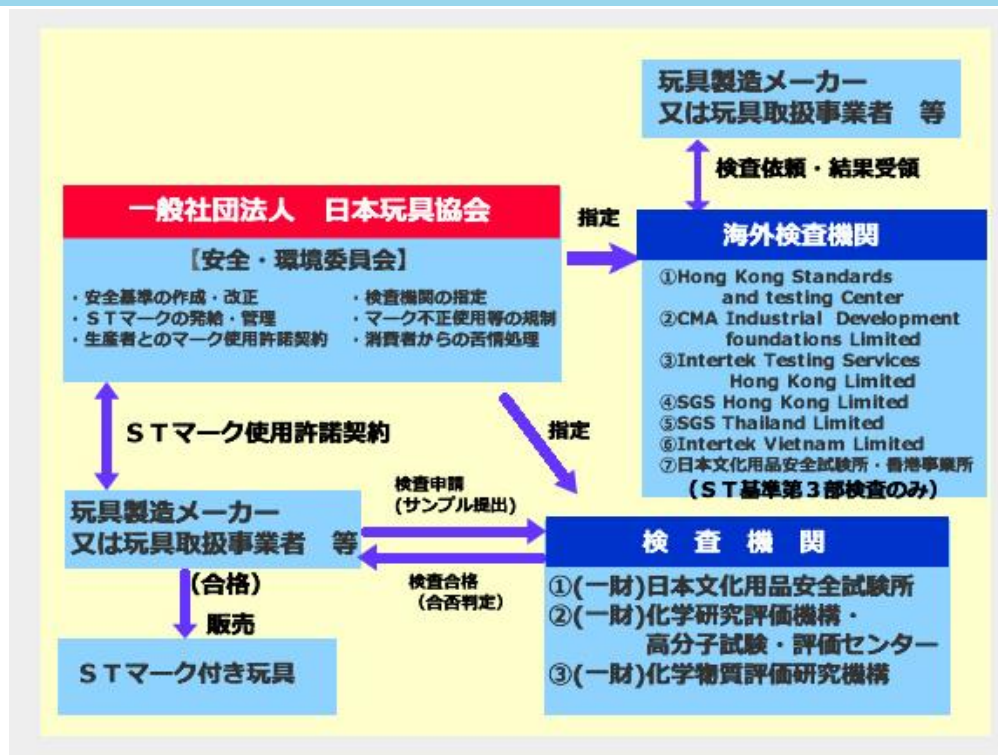 玩具製造メーカー
又は玩具取扱事業者 等
検査依頼・結果受領
一般社団法人 日本玩具協会
【安全・環境委員会】
・安全基準の作成・改正
・STマークの発給・管理
・生産者とのマーク使用許諾契約
・検査機関の指定
・マーク不正使用等の規制
・消費者からの苦情処理
指定
海外検査機関
①Hong Kong Standards
and testing Center
②CMA Industrial Development
foundations Limited
③Intertek Testing Services
Hong Kong Limited
④SGS Hong Kong Limited
⑤SGS Thailand Limited
⑥Intertek Vietnam Limited
⑦日本文化用品安全試験所・香港事業所
(ST基準第3部検査のみ)
STマーク使用許諾契約
指定
玩具製造メーカー
又は玩具取扱事業者 等
検査申請
(サンプル提出)
検査合格
(合否判定)
検 査 機 関
①(一財)日本文化用品安全試験所
②(一財)化学研究評価機構・
高分子試験・評価センター
③(一財)化学物質評価研究機構
(合格)
販売
STマーク付き玩具